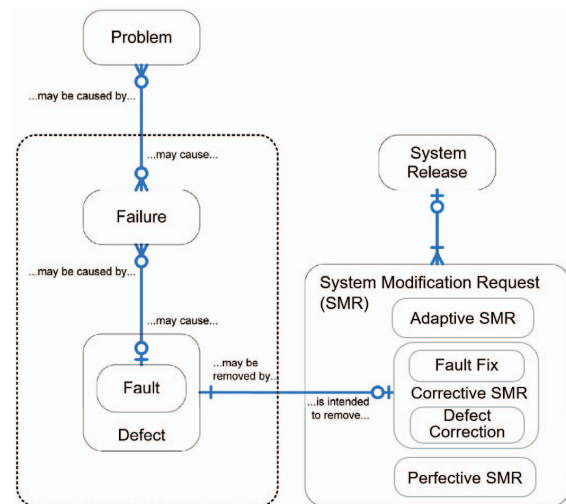 Problem
...may be caused by...
...may cause...
Failure
...may be caused by...
...may cause...
Fault
Defect
...may be
removed by...
...is intended
to remove...
System
Release
System Modification Request
(SMR)
Adaptive SMR
Fault Fix
Corrective SMR
Defect
Correction
Perfective SMR